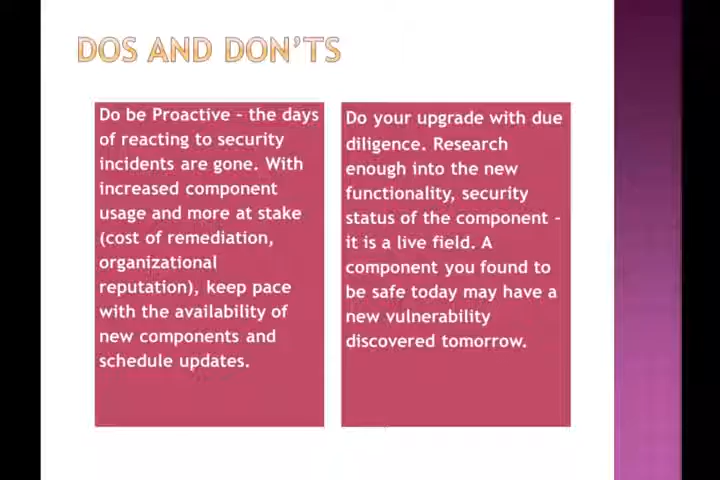 DOS AND DON'TS
Do be Proactive - the days
of reacting to security
incidents are gone. With
increased component
usage and more at stake
(cost of remediation,
organizational
reputation), keep pace
with the availability of
new components and
schedule updates.
Do your upgrade with due
diligence. Research
enough into the new
functionality, security
status of the component -
it is a live field. A
component you found to
be safe today may have a
new vulnerability
discovered tomorrow.